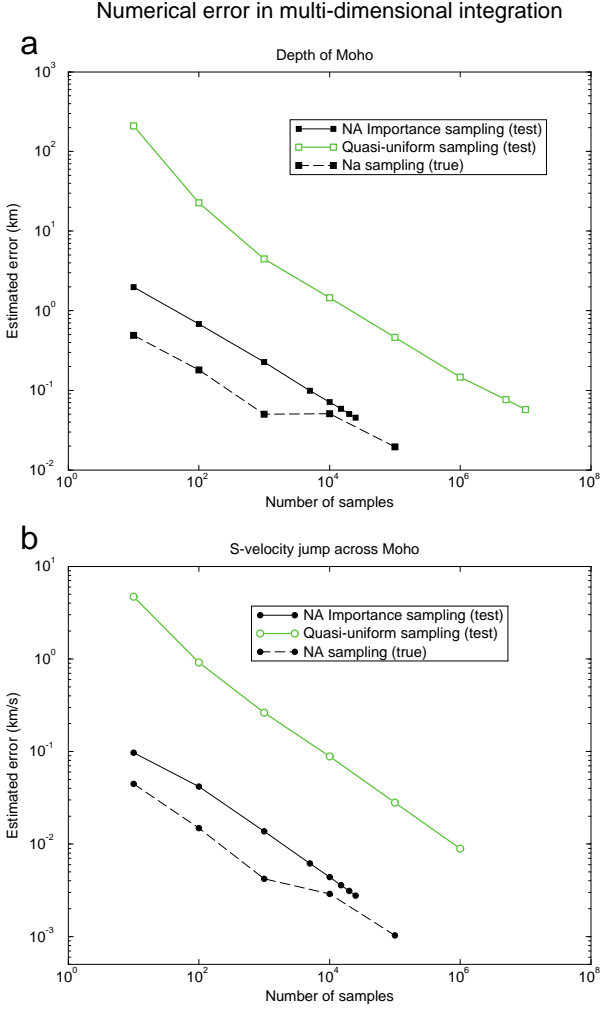 Numerical error in multi-dimensional integration
a
Depth of Moho
10^3
10^2
10^1
10^0
10^-1
10^-2
Estimated error (km)
NA Importance sampling (test)
Quasi-uniform sampling (test)
Na sampling (true)
10^0 10^2 10^4 10^6 10^8
Number of samples
b
S-velocity jump across Moho
10^1
10^0
10^-1
10^-2
10^-3
Estimated error (km/s)
NA Importance sampling (test)
Quasi-uniform sampling (test)
NA sampling (true)
10^0 10^2 10^4 10^6 10^8
Number of samples